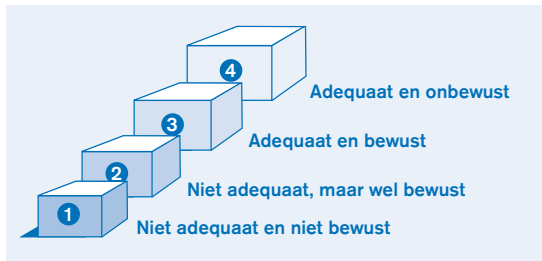 4
Adequaat en onbewust
3
Adequaat en bewust
2
Niet adequaat, maar wel bewust
1
Niet adequaat en niet bewust